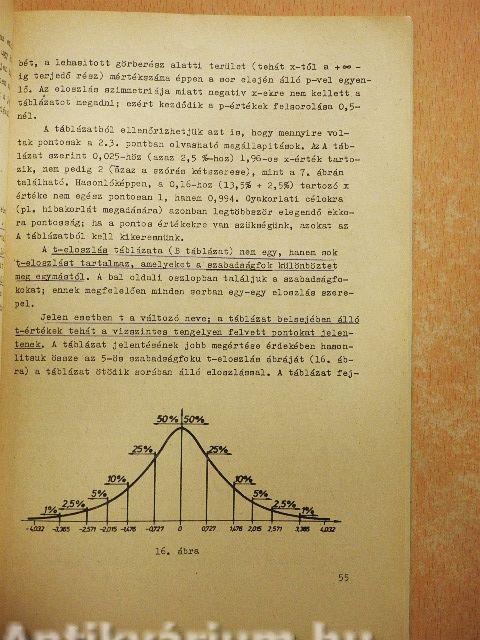 bét, a lehasított görberész alatti terület (tehát x-től a +∞ -
ig terjedő rész) mértékszáma éppen a sor elején álló p-vel egyen-
lő. Az eloszlás szimmetriája miatt negatív x-ekre nem kellett a
táblázatot megadni; ezért kezdődik a p-értékek felsorolása 0,5-
nél.
A táblázatból ellenőrizhetjük azt is, hogy mennyire vol-
tak pontosak a 2.3. pontban olvasható megállapítások. Az A táb-
lázat szerint 0,025-höz (azaz 2,5 %-hoz) 1,96-os x-érték tarto-
zik, nem pedig 2 (azaz a szórás kétszerese), mint a 7. ábrán
található. Hasonlóképpen, a 0,16-hoz (13,5% + 2,5%) tartozó x
értéke nem egész pontosan 1, hanem 0,994. Gyakorlati célokra
(pl. hibakorlát megadására) azonban legtöbbször elegendő ekko-
ra pontosság; ha a pontos értékekre van szükségünk, azokat az
A táblázatból kell kikeresnünk.
A t-eloszlás táblázata (B táblázat) nem egy, hanem sok
t-eloszlást tartalmaz, amelyeket a szabadságfok különböztet
meg egymástól. A bal oldali oszlopban találjuk a szabadságfo-
kokat; ennek megfelelően minden sorban egy-egy eloszlás szere-
pel.
Jelen esetben t a változó neve; a táblázat belsejében álló
t-értékek tehát a vízszintes tengelyen felvett pontokat jelen-
tenek. A táblázat jelentésének jobb megértése érdekében hason-
lítsuk össze az 5-ös szabadságfoku t-eloszlás ábráját (16. áb-
ra) a táblázat ötödik sorában álló eloszlással. A táblázat fej-
50% 50%
25% 25%
10% 10%
5% 5%
2,5% 2,5%
1% 1%
-4,032 -3,365 -2,571 -2,015 -1,476 -0,727 0 0,727 1,476 2,015 2,571 3,365 4,032
16. ábra
55
Antikvárium.hu